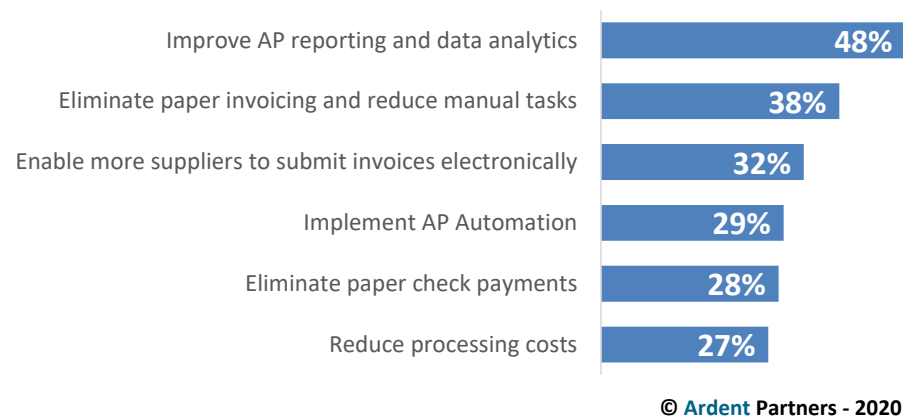 Improve AP reporting and data analytics 48%
Eliminate paper invoicing and reduce manual tasks 38%
Enable more suppliers to submit invoices electronically 32%
Implement AP Automation 29%
Eliminate paper check payments 28%
Reduce processing costs 27%
© Ardent Partners - 2020